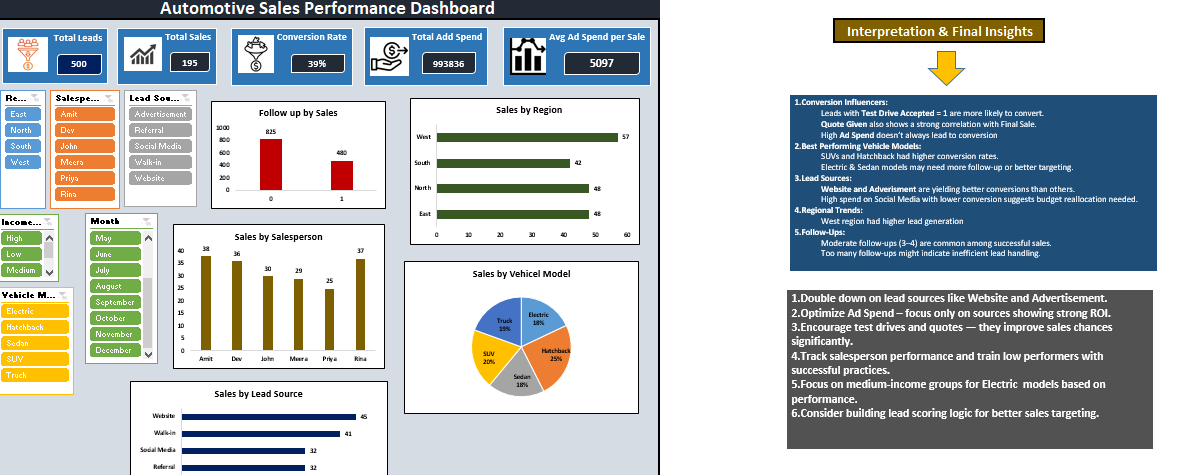 Automotive Sales Performance Dashboard
Total Leads
500
Total Sales
195
Conversion Rate
39%
Total Add Spend
993836
Avg Ad Spend per Sale
5097
Re...
East
North
South
West
Salespe...
Amit
Dev
John
Meera
Priya
Rina
Lead Sou...
Advertisement
Referral
Social Media
Walk-in
Website
Follow up by Sales
1000
800
600
400
200
0
825
480
0 1
Sales by Region
West 57
South 42
North 48
East 48
0 10 20 30 40 50 60
Income...
High
Low
Medium
Month
May
June
July
August
September
October
November
December
Vehicle M...
Electric
Hatchback
Sedan
SUV
Truck
Sales by Salesperson
40
35
30
25
20
15
10
5
0
38 36 30 29 25 37
Amit Dev John Meera Priya Rina
Sales by Vehicel Model
Electric
18%
Hatchback
25%
Sedan
18%
SUV
20%
Truck
19%
Sales by Lead Source
Website 45
Walk-in 41
Social Media 32
Referral 32
Interpretation & Final Insights
1.Conversion Influencers:
Leads with Test Drive Accepted = 1 are more likely to convert.
Quote Given also shows a strong correlation with Final Sale.
High Ad Spend doesn't always lead to conversion
2.Best Performing Vehicle Models:
SUVs and Hatchback had higher conversion rates.
Electric & Sedan models may need more follow-up or better targeting.
3.Lead Sources:
Website and Adverisment are yielding better conversions than others.
High spend on Social Media with lower conversion suggests budget reallocation needed.
4.Regional Trends:
West region had higher lead generation
5.Follow-Ups:
Moderate follow-ups (3–4) are common among successful sales.
Too many follow-ups might indicate inefficient lead handling.
1.Double down on lead sources like Website and Advertisement.
2.Optimize Ad Spend – focus only on sources showing strong ROI.
3.Encourage test drives and quotes — they improve sales chances
significantly.
4.Track salesperson performance and train low performers with
successful practices.
5.Focus on medium-income groups for Electric models based on
performance.
6.Consider building lead scoring logic for better sales targeting.